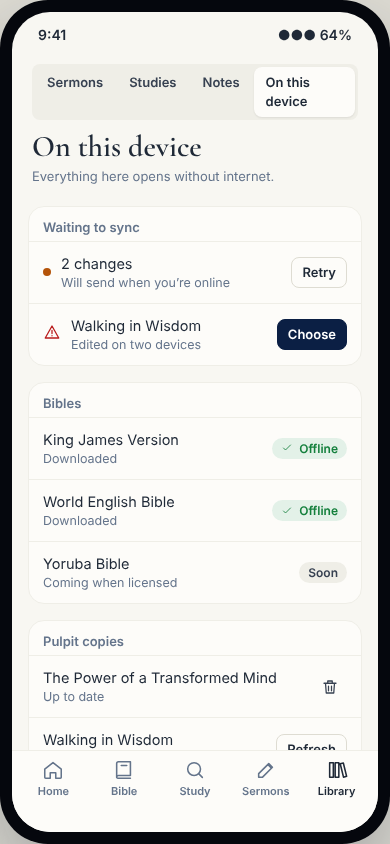 9:41
64%
Sermons
Studies
Notes
On this
device
On this device
Everything here opens without internet.
Waiting to sync
2 changes
Will send when you’re online
Retry
Walking in Wisdom
Edited on two devices
Choose
Bibles
King James Version
Downloaded
Offline
World English Bible
Downloaded
Offline
Yoruba Bible
Coming when licensed
Soon
Pulpit copies
The Power of a Transformed Mind
Up to date
Walking in Wisdom
Refresh
Home
Bible
Study
Sermons
Library